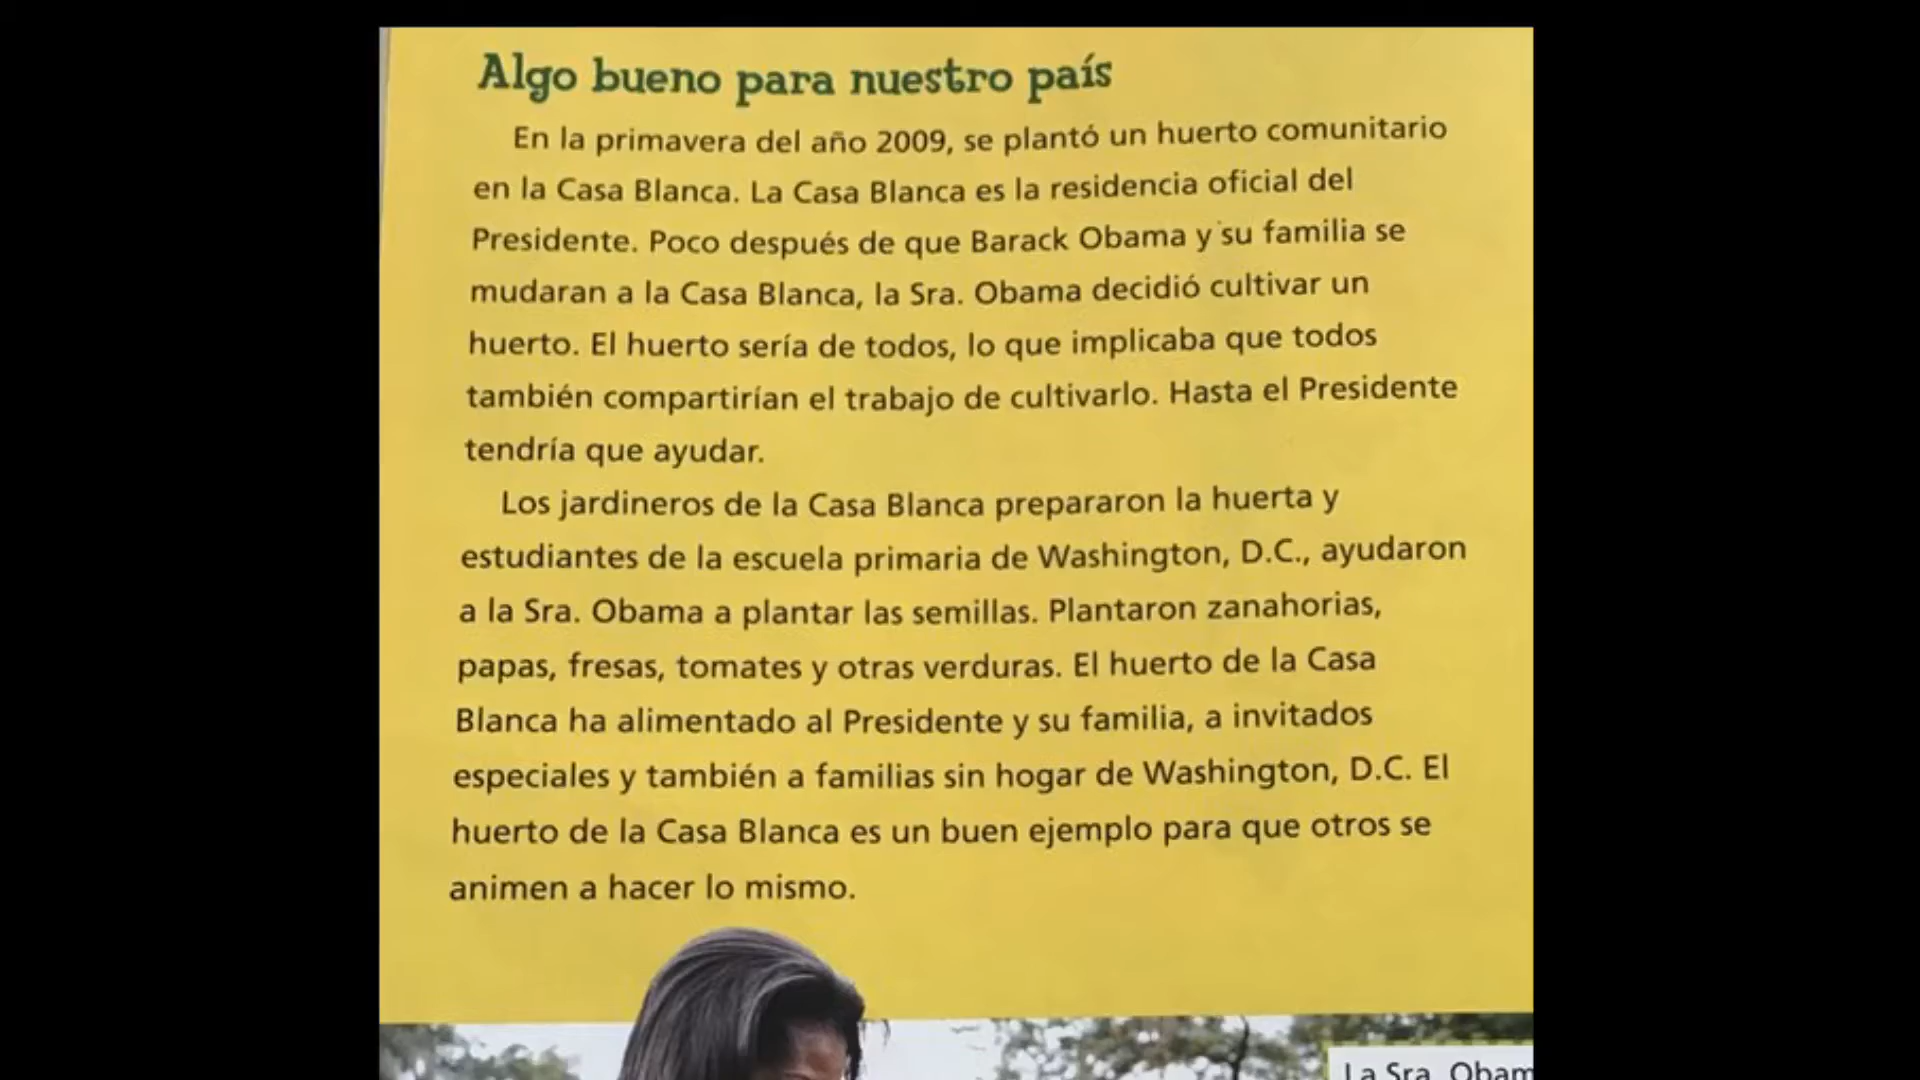 Algo bueno para nuestro país
En la primavera del año 2009, se plantó un huerto comunitario
en la Casa Blanca. La Casa Blanca es la residencia oficial del
Presidente. Poco después de que Barack Obama y su familia se
mudaran a la Casa Blanca, la Sra. Obama decidió cultivar un
huerto. El huerto sería de todos, lo que implicaba que todos
también compartirían el trabajo de cultivarlo. Hasta el Presidente
tendría que ayudar.
Los jardineros de la Casa Blanca prepararon la huerta y
estudiantes de la escuela primaria de Washington, D.C., ayudaron
a la Sra. Obama a plantar las semillas. Plantaron zanahorias,
papas, fresas, tomates y otras verduras. El huerto de la Casa
Blanca ha alimentado al Presidente y su familia, a invitados
especiales y también a familias sin hogar de Washington, D.C. El
huerto de la Casa Blanca es un buen ejemplo para que otros se
animen a hacer lo mismo.
La Sra. Obam